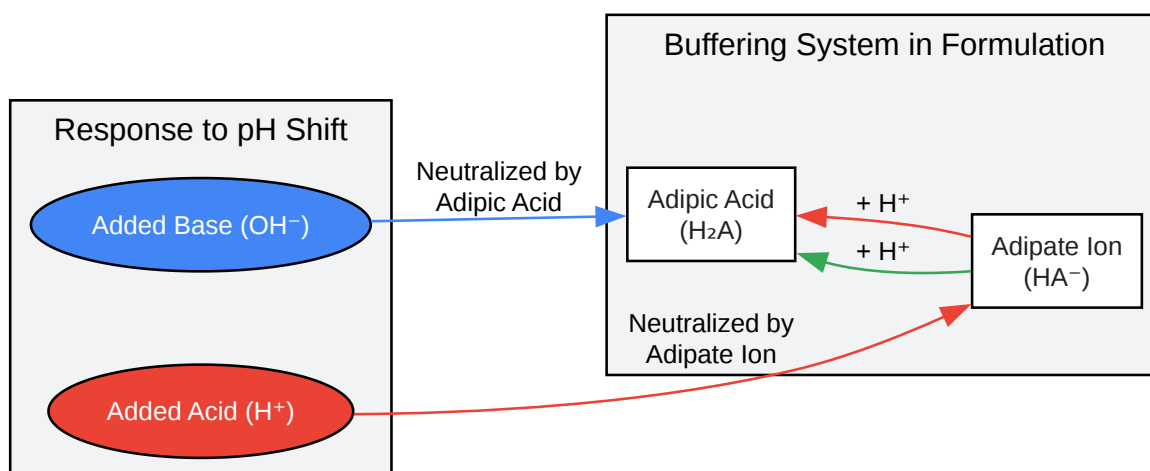 Buffering System in Formulation
Response to pH Shift
Added Base (OH⁻)
Neutralized by
Adipic Acid
Adipic Acid
(H₂A)
+ H⁺
+ H⁺
Adipate Ion
(HA⁻)
Neutralized by
Adipate Ion
Added Acid (H⁺)